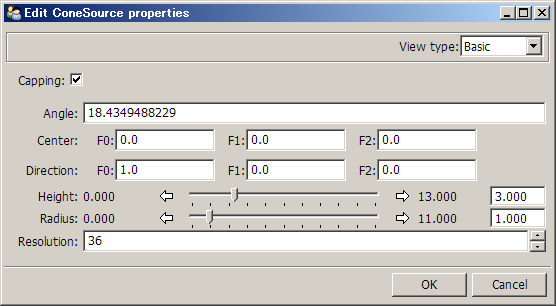 Edit ConeSource properties
View type: Basic
Capping:
Angle: 18.4349488229
Center: F0: 0.0 F1: 0.0 F2: 0.0
Direction: F0: 1.0 F1: 0.0 F2: 0.0
Height: 0.000 13.000 3.000
Radius: 0.000 11.000 1.000
Resolution: 36
OK Cancel